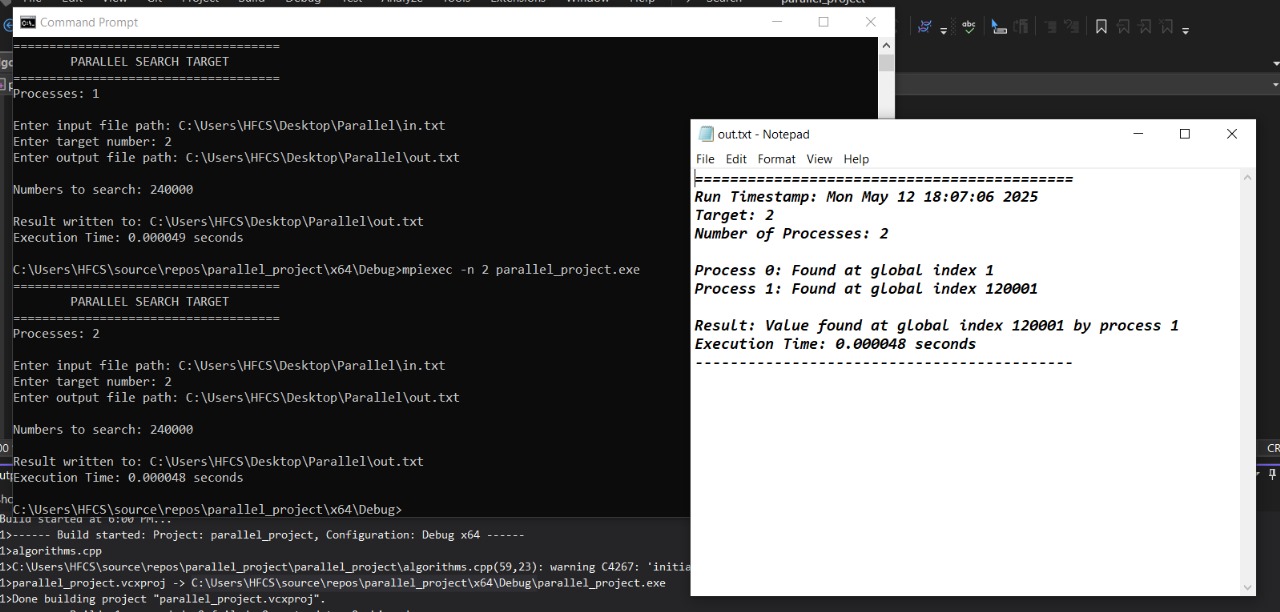 Command Prompt
====================================
PARALLEL SEARCH TARGET
====================================
Processes: 1
Enter input file path: C:\Users\HFCS\Desktop\Parallel\in.txt
Enter target number: 2
Enter output file path: C:\Users\HFCS\Desktop\Parallel\out.txt
Numbers to search: 240000
Result written to: C:\Users\HFCS\Desktop\Parallel\out.txt
Execution Time: 0.000049 seconds
C:\Users\HFCS\source\repos\parallel_project\x64\Debug>mpiexec -n 2 parallel_project.exe
====================================
PARALLEL SEARCH TARGET
====================================
Processes: 2
Enter input file path: C:\Users\HFCS\Desktop\Parallel\in.txt
Enter target number: 2
Enter output file path: C:\Users\HFCS\Desktop\Parallel\out.txt
Numbers to search: 240000
Result written to: C:\Users\HFCS\Desktop\Parallel\out.txt
Execution Time: 0.000048 seconds
C:\Users\HFCS\source\repos\parallel_project\x64\Debug>
abc
out.txt - Notepad
File Edit Format View Help
==========================================
Run Timestamp: Mon May 12 18:07:06 2025
Target: 2
Number of Processes: 2
Process 0: Found at global index 1
Process 1: Found at global index 120001
Result: Value found at global index 120001 by process 1
Execution Time: 0.000048 seconds
------------------------------------------
CR
Build started at 6:00 PM...
1>------ Build started: Project: parallel_project, Configuration: Debug x64 ------
1>algorithms.cpp
1>C:\Users\HFCS\source\repos\parallel_project\parallel_project\algorithms.cpp(59,23): warning C4267: 'initia
1>parallel_project.vcxproj -> C:\Users\HFCS\source\repos\parallel_project\x64\Debug\parallel_project.exe
1>Done building project "parallel_project.vcxproj".